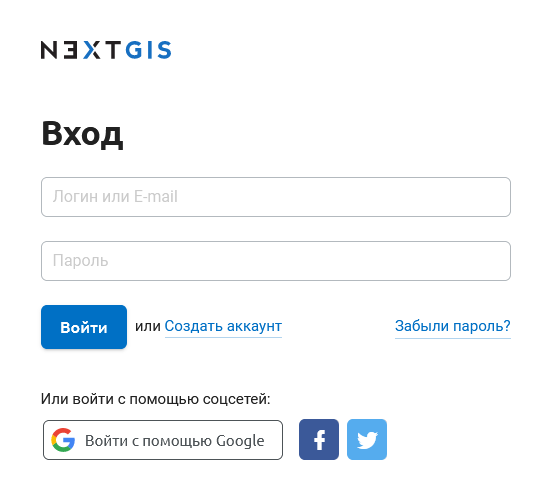 NEXTGIS
Вход
Логин или E-mail
Пароль
Войти или Создать аккаунт Забыли пароль?
Или войти с помощью соцсетей:
Войти с помощью Google